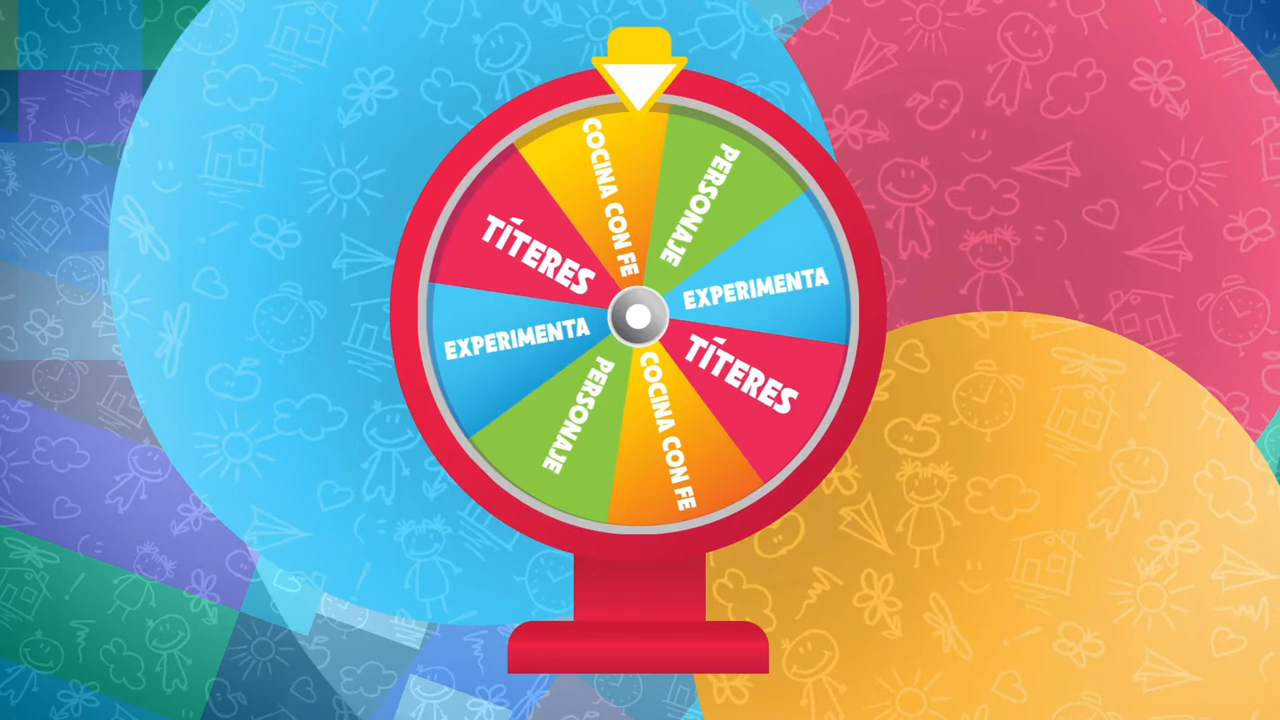 COCINA CON FE
PERSONAJE
EXPERIMENTA
TÍTERES
COCINA CON FE
PERSONAJE
EXPERIMENTA
TÍTERES